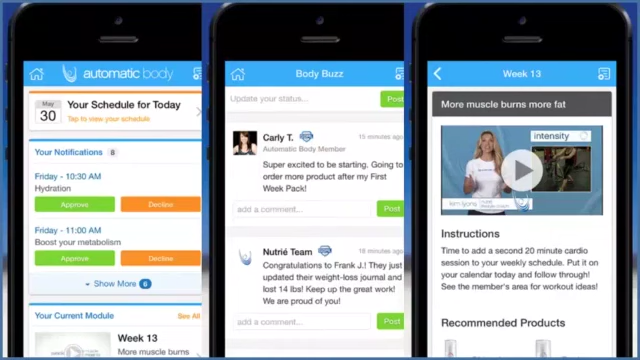 automatic body
May
30
Your Schedule for Today
Tap to view your schedule
Your Notifications 8
Friday - 10:30 AM
Hydration
Approve Decline
Friday - 11:00 AM
Boost your metabolism
Approve Decline
Show More 6
Your Current Module See All
Week 13
More muscle burns
Body Buzz
Update your status... Post
Carly T. 15 minutes ago
Automatic Body Member
Super excited to be starting. Going to
order more product after my First
Week Pack!
add a comment... Post
Nutrié Team 18 minutes ago
Congratulations to Frank J.! They just
updated their weight-loss journal and
lost 14 lbs! Keep up the great work!
We are proud of you!
add a comment... Post
Week 13
More muscle burns more fat
intensity
kim lyons
Instructions
Time to add a second 20 minute cardio
session to your weekly schedule. Put it on
your calendar today and follow through!
See the member's area for workout ideas!
Recommended Products